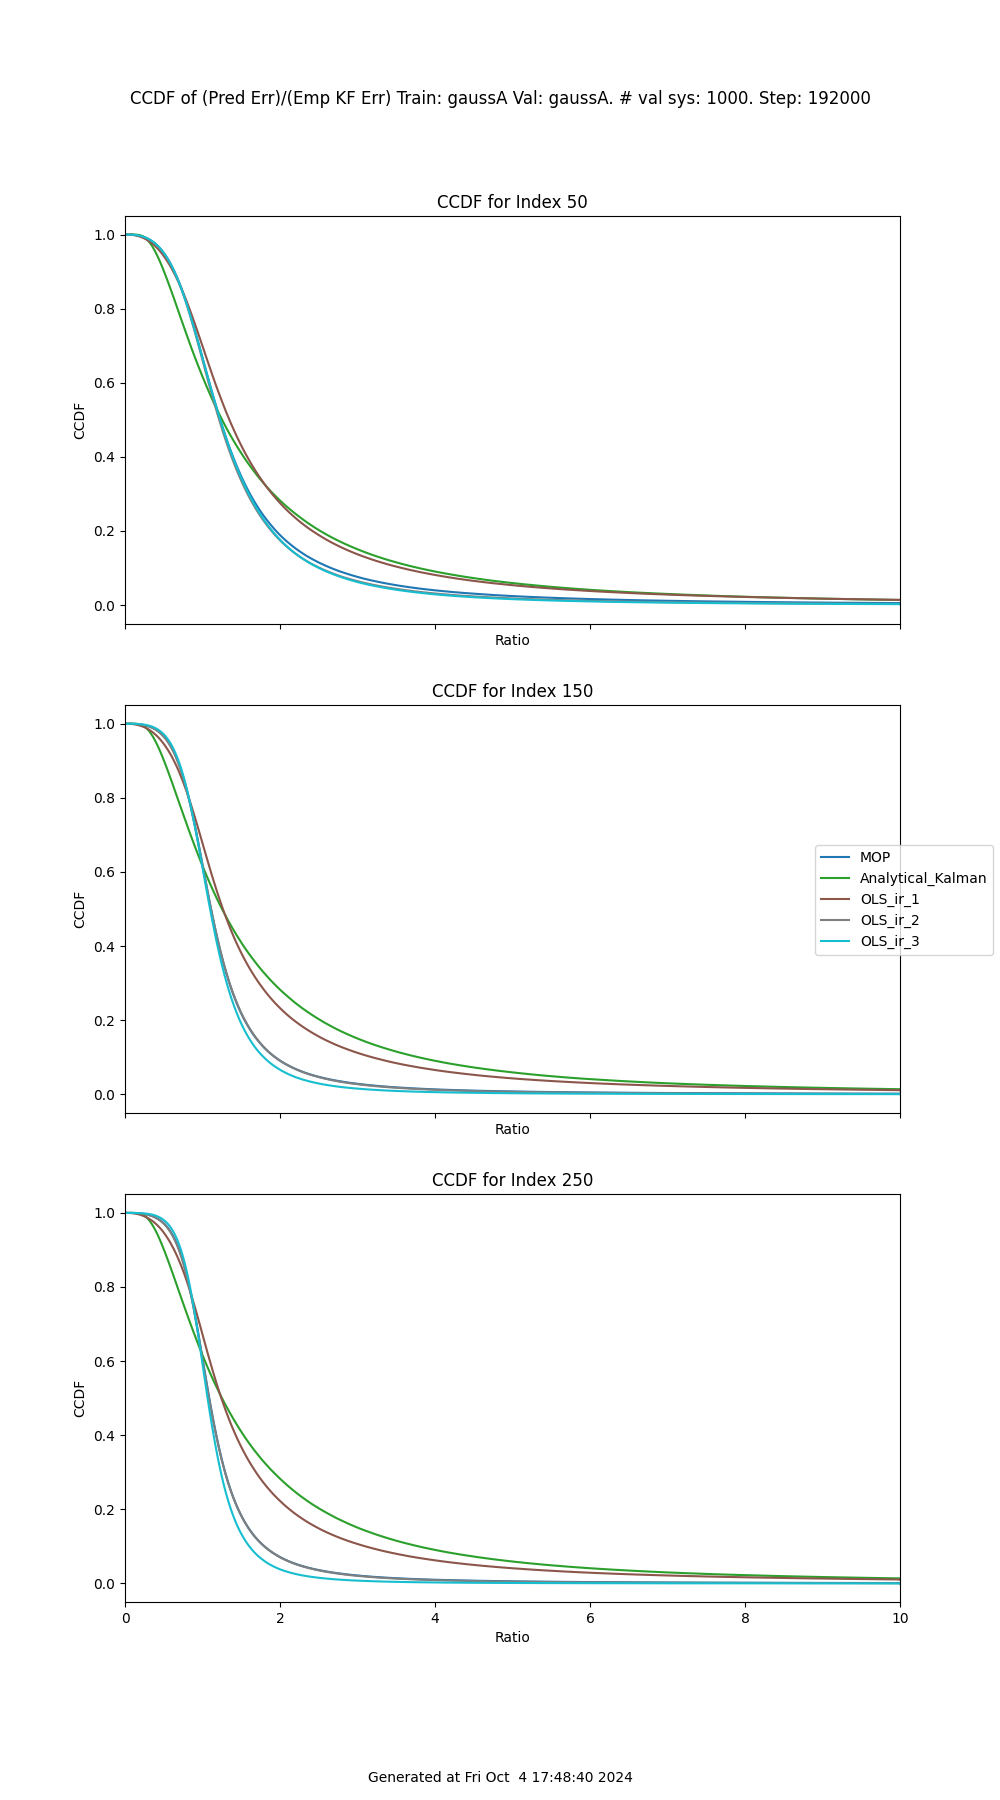 CCDF of (Pred Err)/(Emp KF Err) Train: gaussA Val: gaussA. # val sys: 1000. Step: 192000
CCDF for Index 50
1.0
0.8
0.6
0.4
0.2
0.0
CCDF
Ratio
CCDF for Index 150
1.0
0.8
0.6
0.4
0.2
0.0
CCDF
Ratio
MOP
Analytical_Kalman
OLS_ir_1
OLS_ir_2
OLS_ir_3
CCDF for Index 250
1.0
0.8
0.6
0.4
0.2
0.0
CCDF
0 2 4 6 8 10
Ratio
Generated at Fri Oct  4 17:48:40 2024